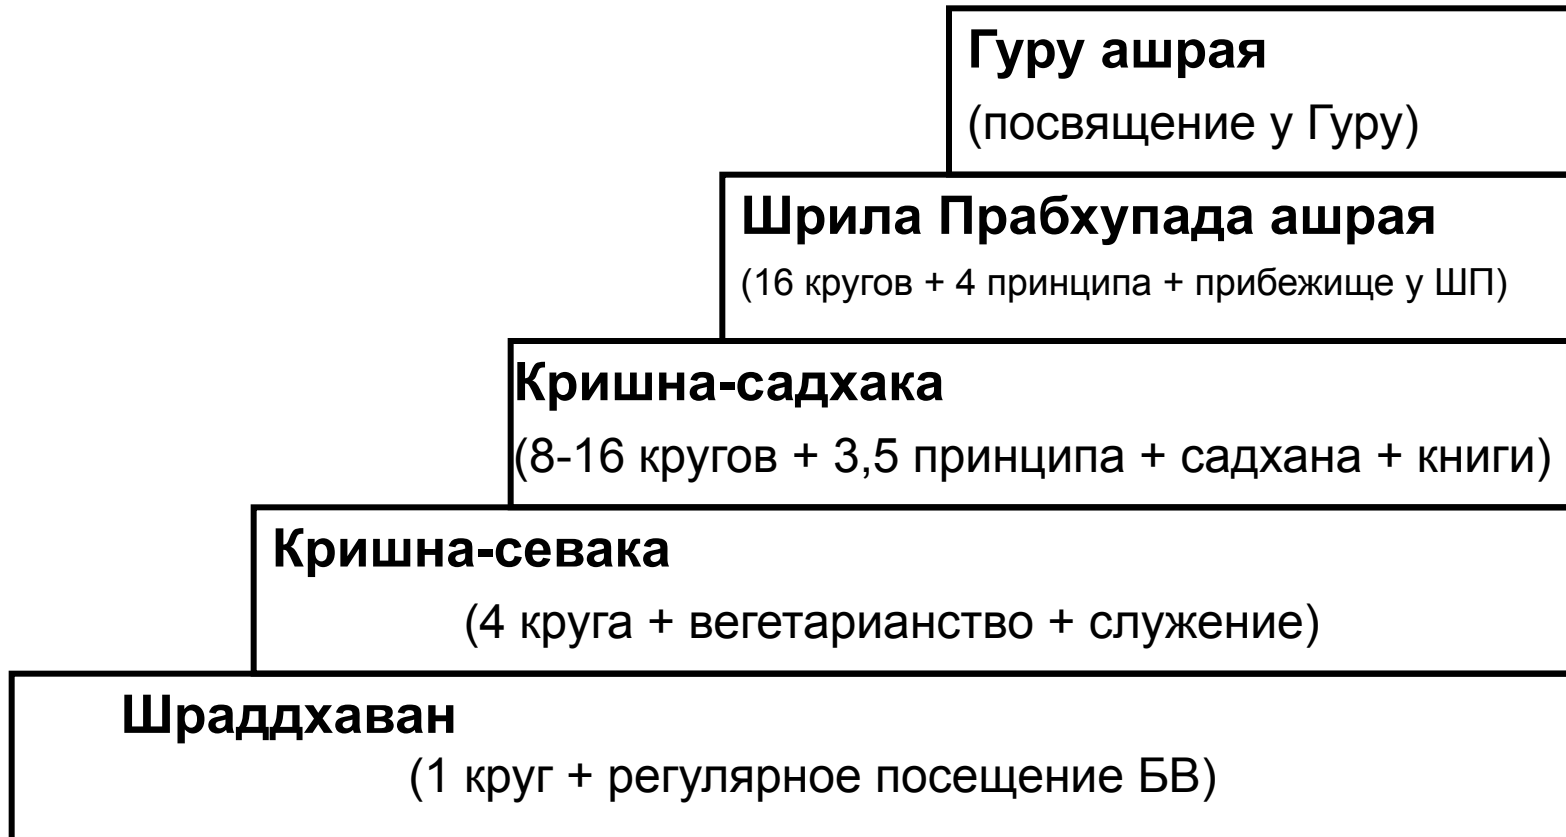 Гуру ашрая
(посвящение у Гуру)
Шрила Прабхупада ашрая
(16 кругов + 4 принципа + прибежище у ШП)
Кришна-садхака
(8-16 кругов + 3,5 принципа + садхана + книги)
Кришна-севака
(4 круга + вегетарианство + служение)
Шраддхаван
(1 круг + регулярное посещение БВ)